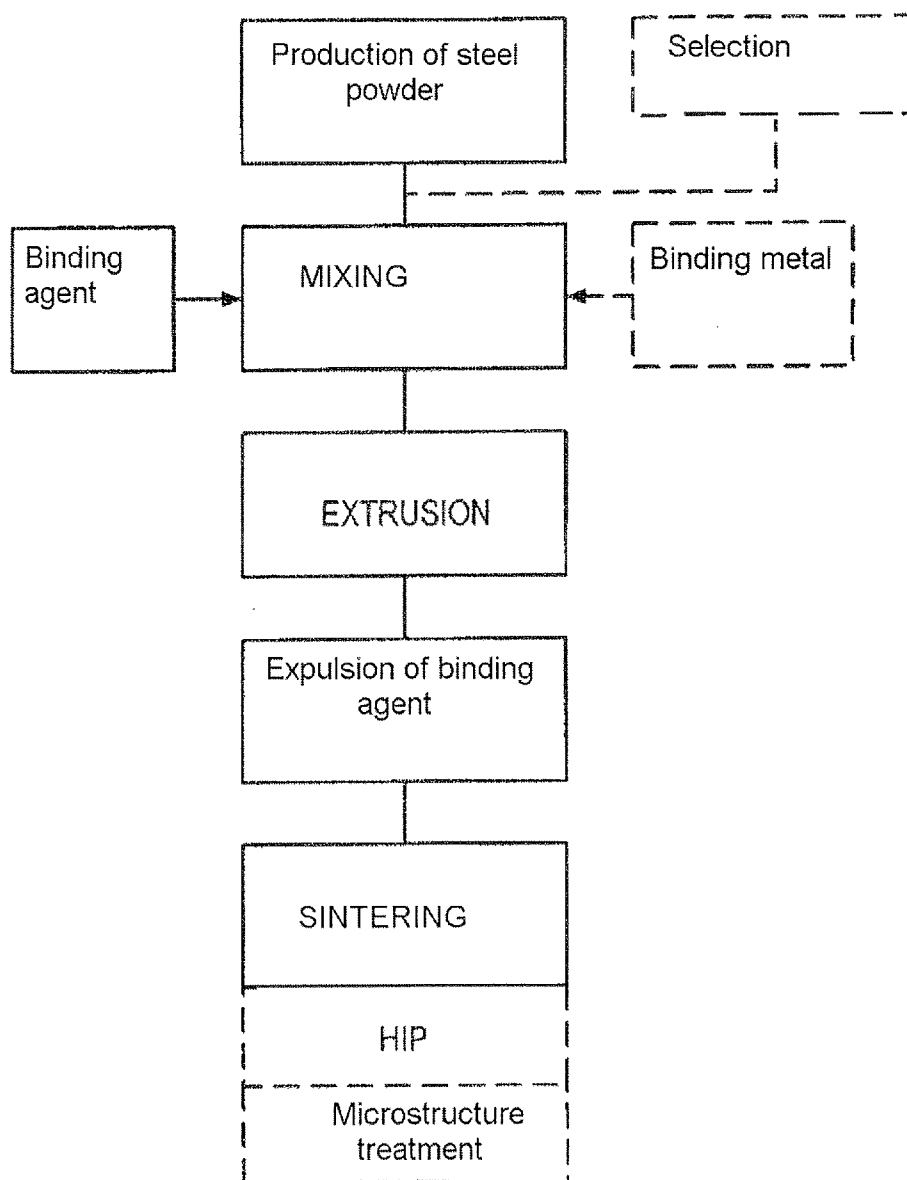 Production of steel
powder
Selection
Binding
agent
MIXING
Binding metal
EXTRUSION
Expulsion of binding
agent
SINTERING
HIP
Microstructure
treatment